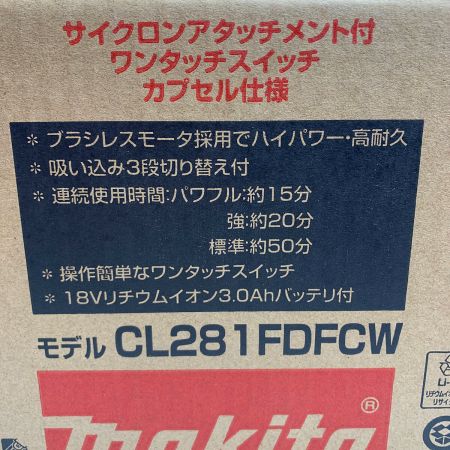 サイクロンアタッチメント付
ワンタッチスイッチ
カプセル仕様
* ブラシレスモータ採用でハイパワー・高耐久
* 吸い込み3段切り替え付
* 連続使用時間:パワフル:約15分
強:約20分
標準:約50分
* 操作簡単なワンタッチスイッチ
* 18Vリチウムイオン3.0Ahバッテリ付
モデル CL281FDFCW
makita ®